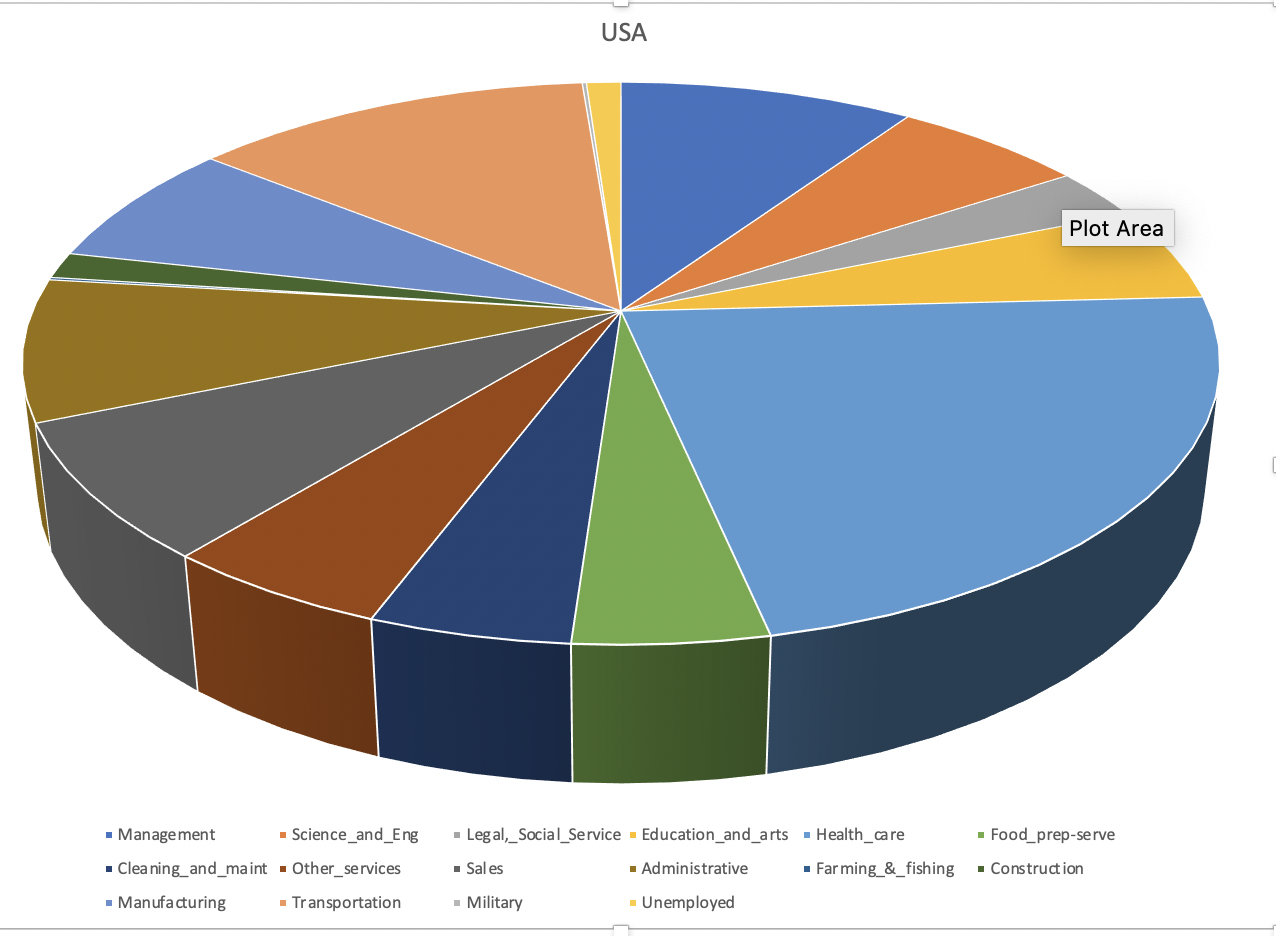 USA
Plot Area
Management Science_and_Eng Legal,_Social_Service Education_and_arts Health_care Food_prep-serve
Cleaning_and_maint Other_services Sales Administrative Farming_&_fishing Construction
Manufacturing Transportation Military Unemployed